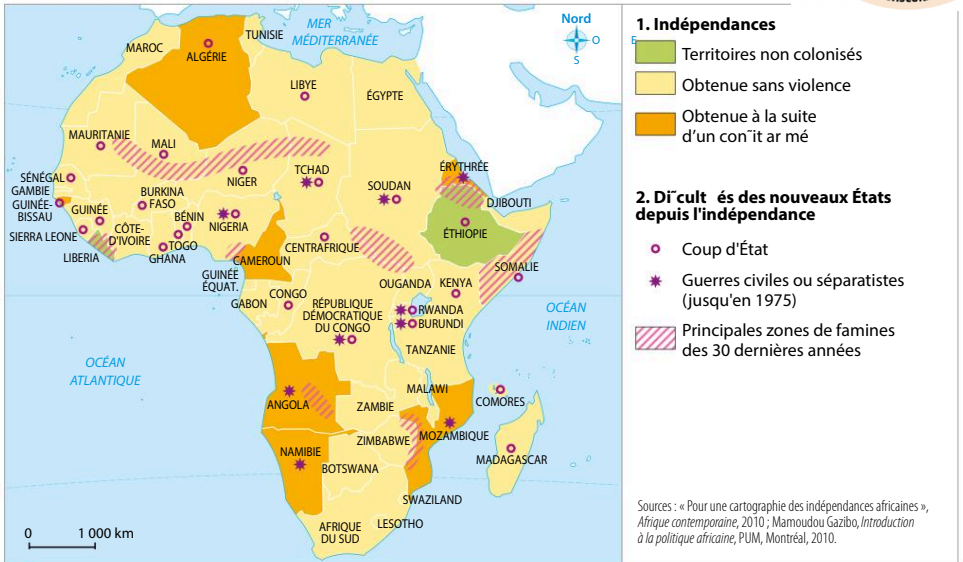 MER
MÉDITERRANÉE
Nord
O
E
S
TUNISIE
MAROC
ALGÉRIE
LIBYE
ÉGYPTE
MAURITANIE
MALI
NIGER
TCHAD
SOUDAN
ÉRYTHRÉE
DJIBOUTI
SÉNÉGAL
GAMBIE
GUINÉE-
BISSAU
GUINÉE
BURKINA
FASO
BÉNIN
NIGERIA
CÔTE-
D'IVOIRE
TOGO
GHANA
SIERRA LEONE
LIBERIA
CENTRAFRIQUE
ÉTHIOPIE
CAMEROUN
GUINÉE
ÉQUAT.
SOMALIE
OUGANDA
KENYA
CONGO
GABON
RÉPUBLIQUE
DÉMOCRATIQUE
DU CONGO
RWANDA
BURUNDI
TANZANIE
OCÉAN
INDIEN
OCÉAN
ATLANTIQUE
ANGOLA
ZAMBIE
MALAWI
COMORES
MOZAMBIQUE
ZIMBABWE
NAMIBIE
BOTSWANA
MADAGASCAR
SWAZILAND
LESOTHO
AFRIQUE
DU SUD
0 1 000 km
1. Indépendances
Territoires non colonisés
Obtenue sans violence
Obtenue à la suite
d'un con˜it ar mé
2. Di˜cult és des nouveaux États
depuis l'indépendance
Coup d'État
Guerres civiles ou séparatistes
(jusqu'en 1975)
Principales zones de famines
des 30 dernières années
Sources : « Pour une cartographie des indépendances africaines »,
Afrique contemporaine, 2010 ; Mamoudou Gazibo, Introduction
à la politique africaine, PUM, Montréal, 2010.